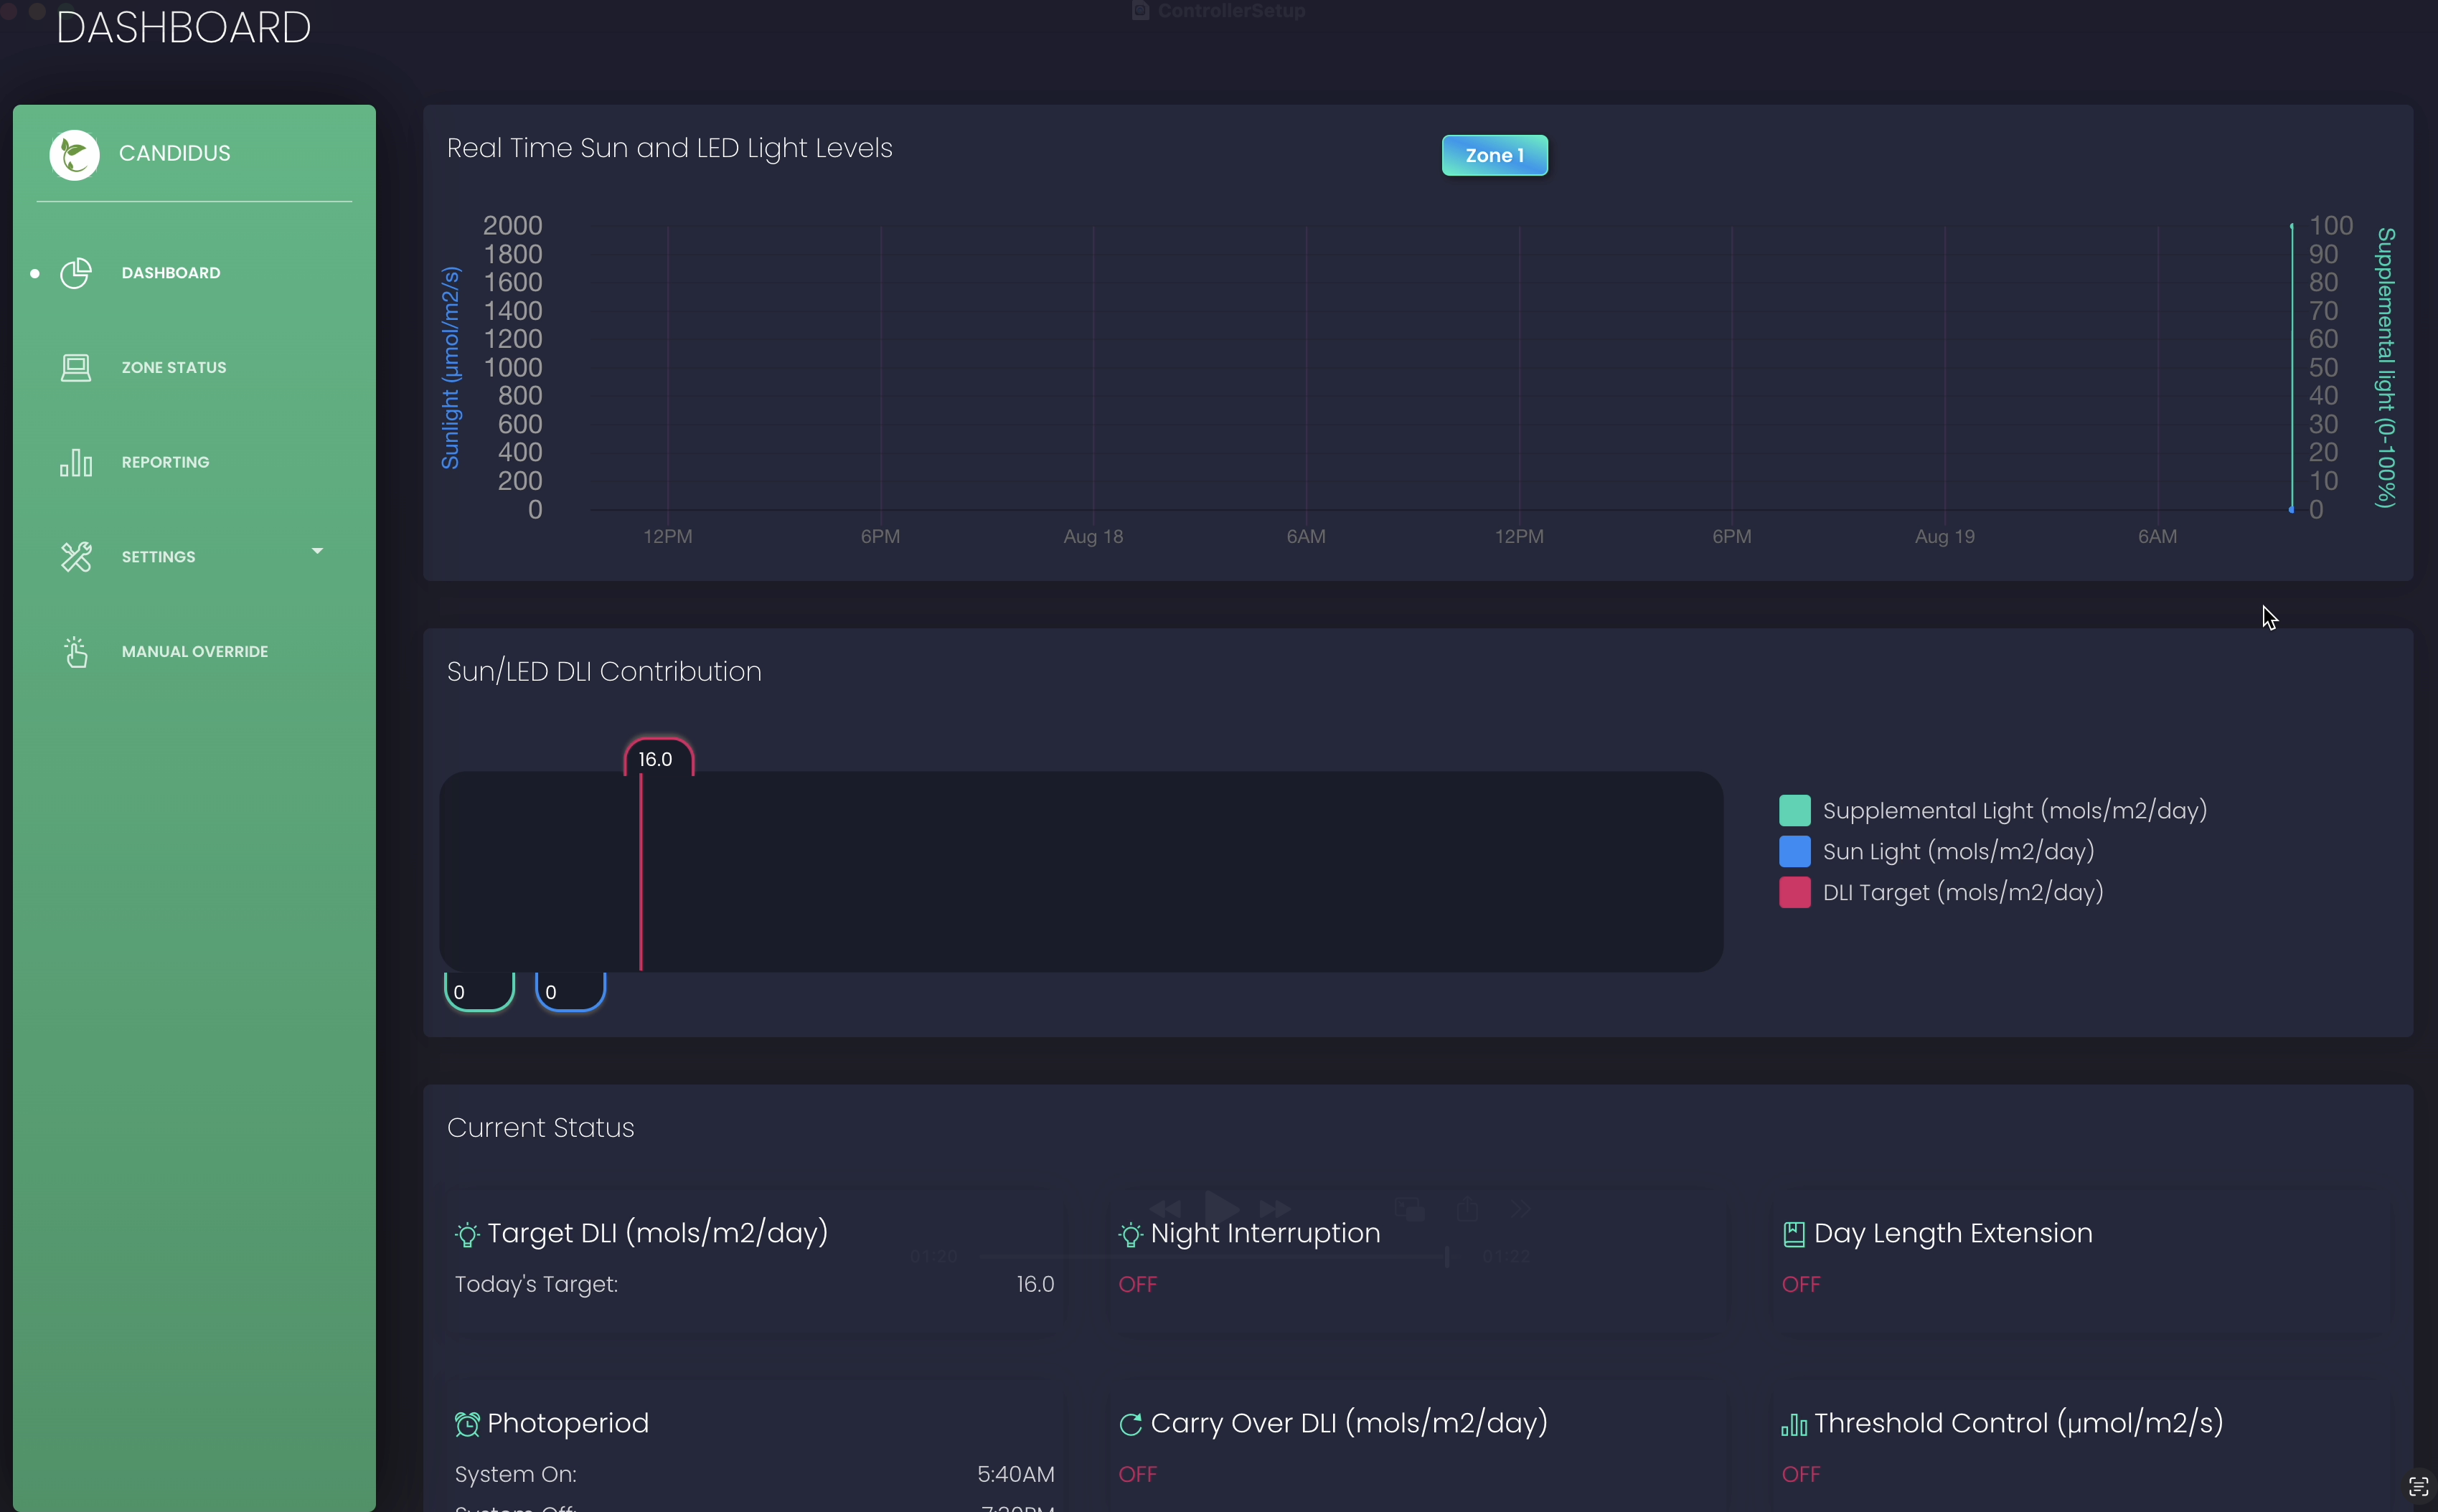 ControllerSetup
DASHBOARD
CANDIDUS
DASHBOARD
ZONE STATUS
REPORTING
SETTINGS
MANUAL OVERRIDE
Real Time Sun and LED Light Levels
Zone 1
Sunlight (µmol/m2/s)
2000
1800
1600
1400
1200
1000
800
600
400
200
0
12PM
6PM
Aug 18
6AM
12PM
6PM
Aug 19
6AM
100
90
80
70
60
50
40
30
20
10
0
Supplemental light (0-100%)
Sun/LED DLI Contribution
16.0
0
0
Supplemental Light (mols/m2/day)
Sun Light (mols/m2/day)
DLI Target (mols/m2/day)
Current Status
Target DLI (mols/m2/day)
Today's Target: 16.0
Night Interruption
OFF
Day Length Extension
OFF
01:20
01:22
Photoperiod
System On: 5:40AM
Carry Over DLI (mols/m2/day)
OFF
Threshold Control (µmol/m2/s)
OFF